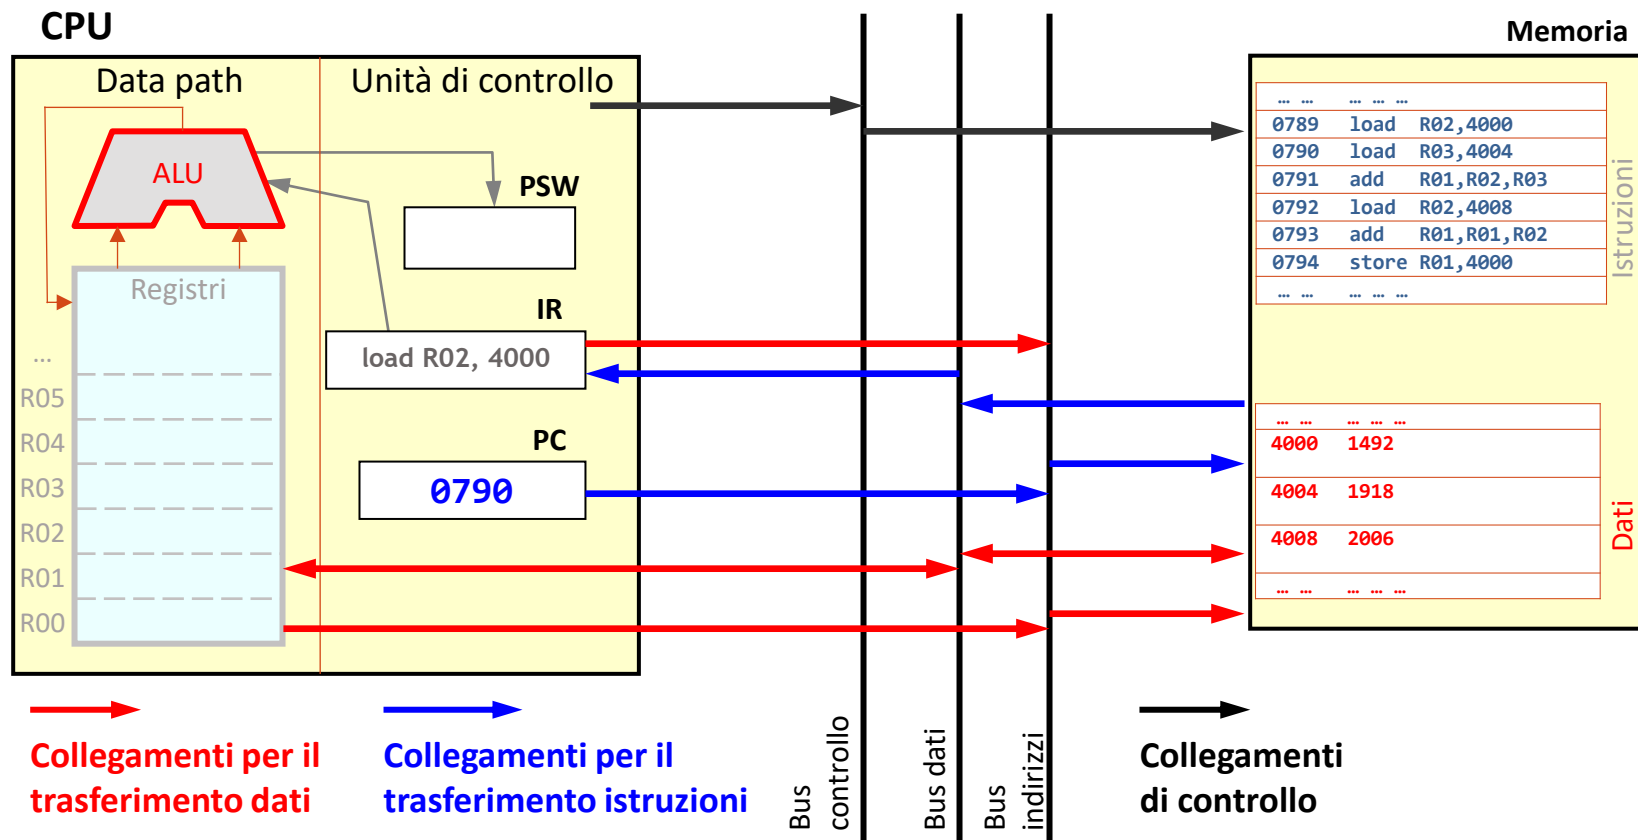 CPU
Memoria
Data path
Unità di controllo
ALU
PSW
Registri
IR
load R02, 4000
PC
0790
...
R05
R04
R03
R02
R01
R00
… … … … …
0789 load R02,4000
0790 load R03,4004
0791 add R01,R02,R03
0792 load R02,4008
0793 add R01,R01,R02
0794 store R01,4000
… … … … …
Istruzioni
… … … … …
4000 1492
4004 1918
4008 2006
… … … … …
Dati
Collegamenti per il
trasferimento dati
Collegamenti per il
trasferimento istruzioni
Bus
controllo
Bus dati
Bus
indirizzi
Collegamenti
di controllo